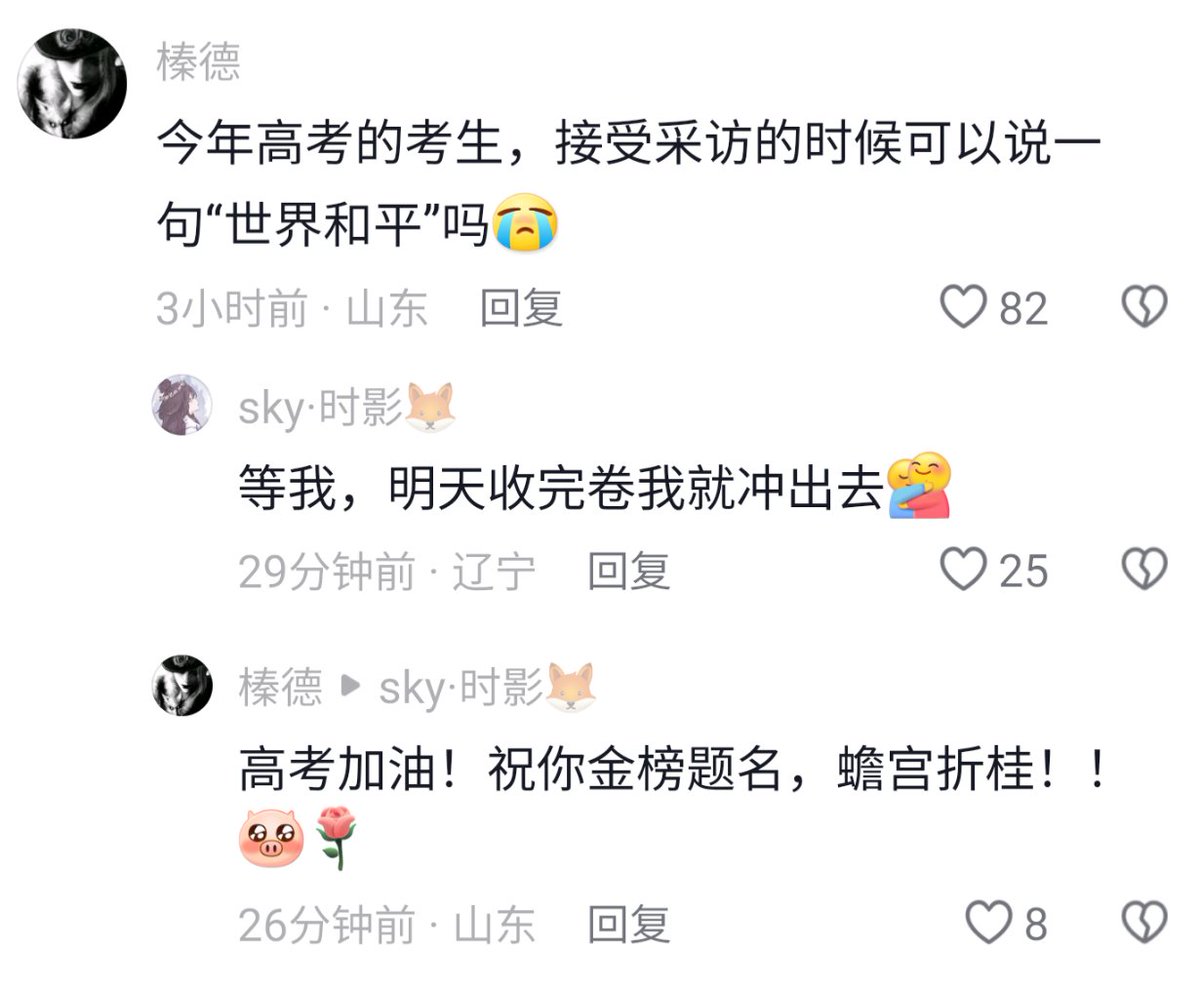 榛德
今年高考的考生，接受采访的时候可以说一
句“世界和平”吗😭
3小时前 · 山东 回复 82
sky·时影🦊
等我，明天收完卷我就冲出去🫂
29分钟前 · 辽宁 回复 25
榛德 ▶ sky·时影🦊
高考加油！祝你金榜题名，蟾宫折桂！！
🐷🌹
26分钟前 · 山东 回复 8